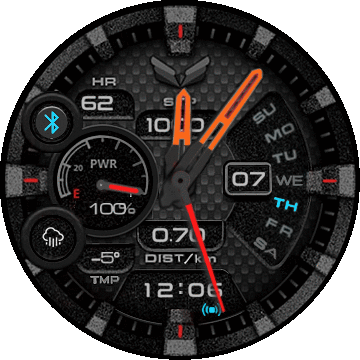 HR
62
SU
MO
TU
WE
TH
FR
SA
20
PWR
E
100%
07
0.70
DIST/km
-5°
TMP
12:06